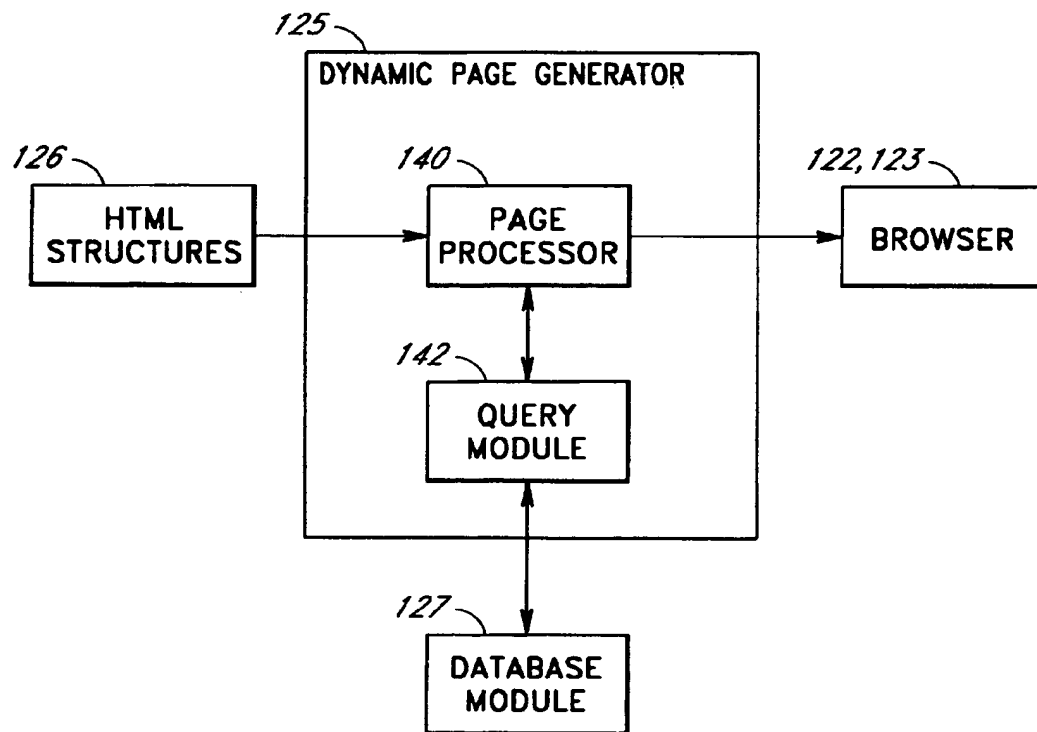 125
DYNAMIC PAGE GENERATOR
126
HTML
STRUCTURES
140
PAGE
PROCESSOR
122,123
BROWSER
142
QUERY
MODULE
127
DATABASE
MODULE